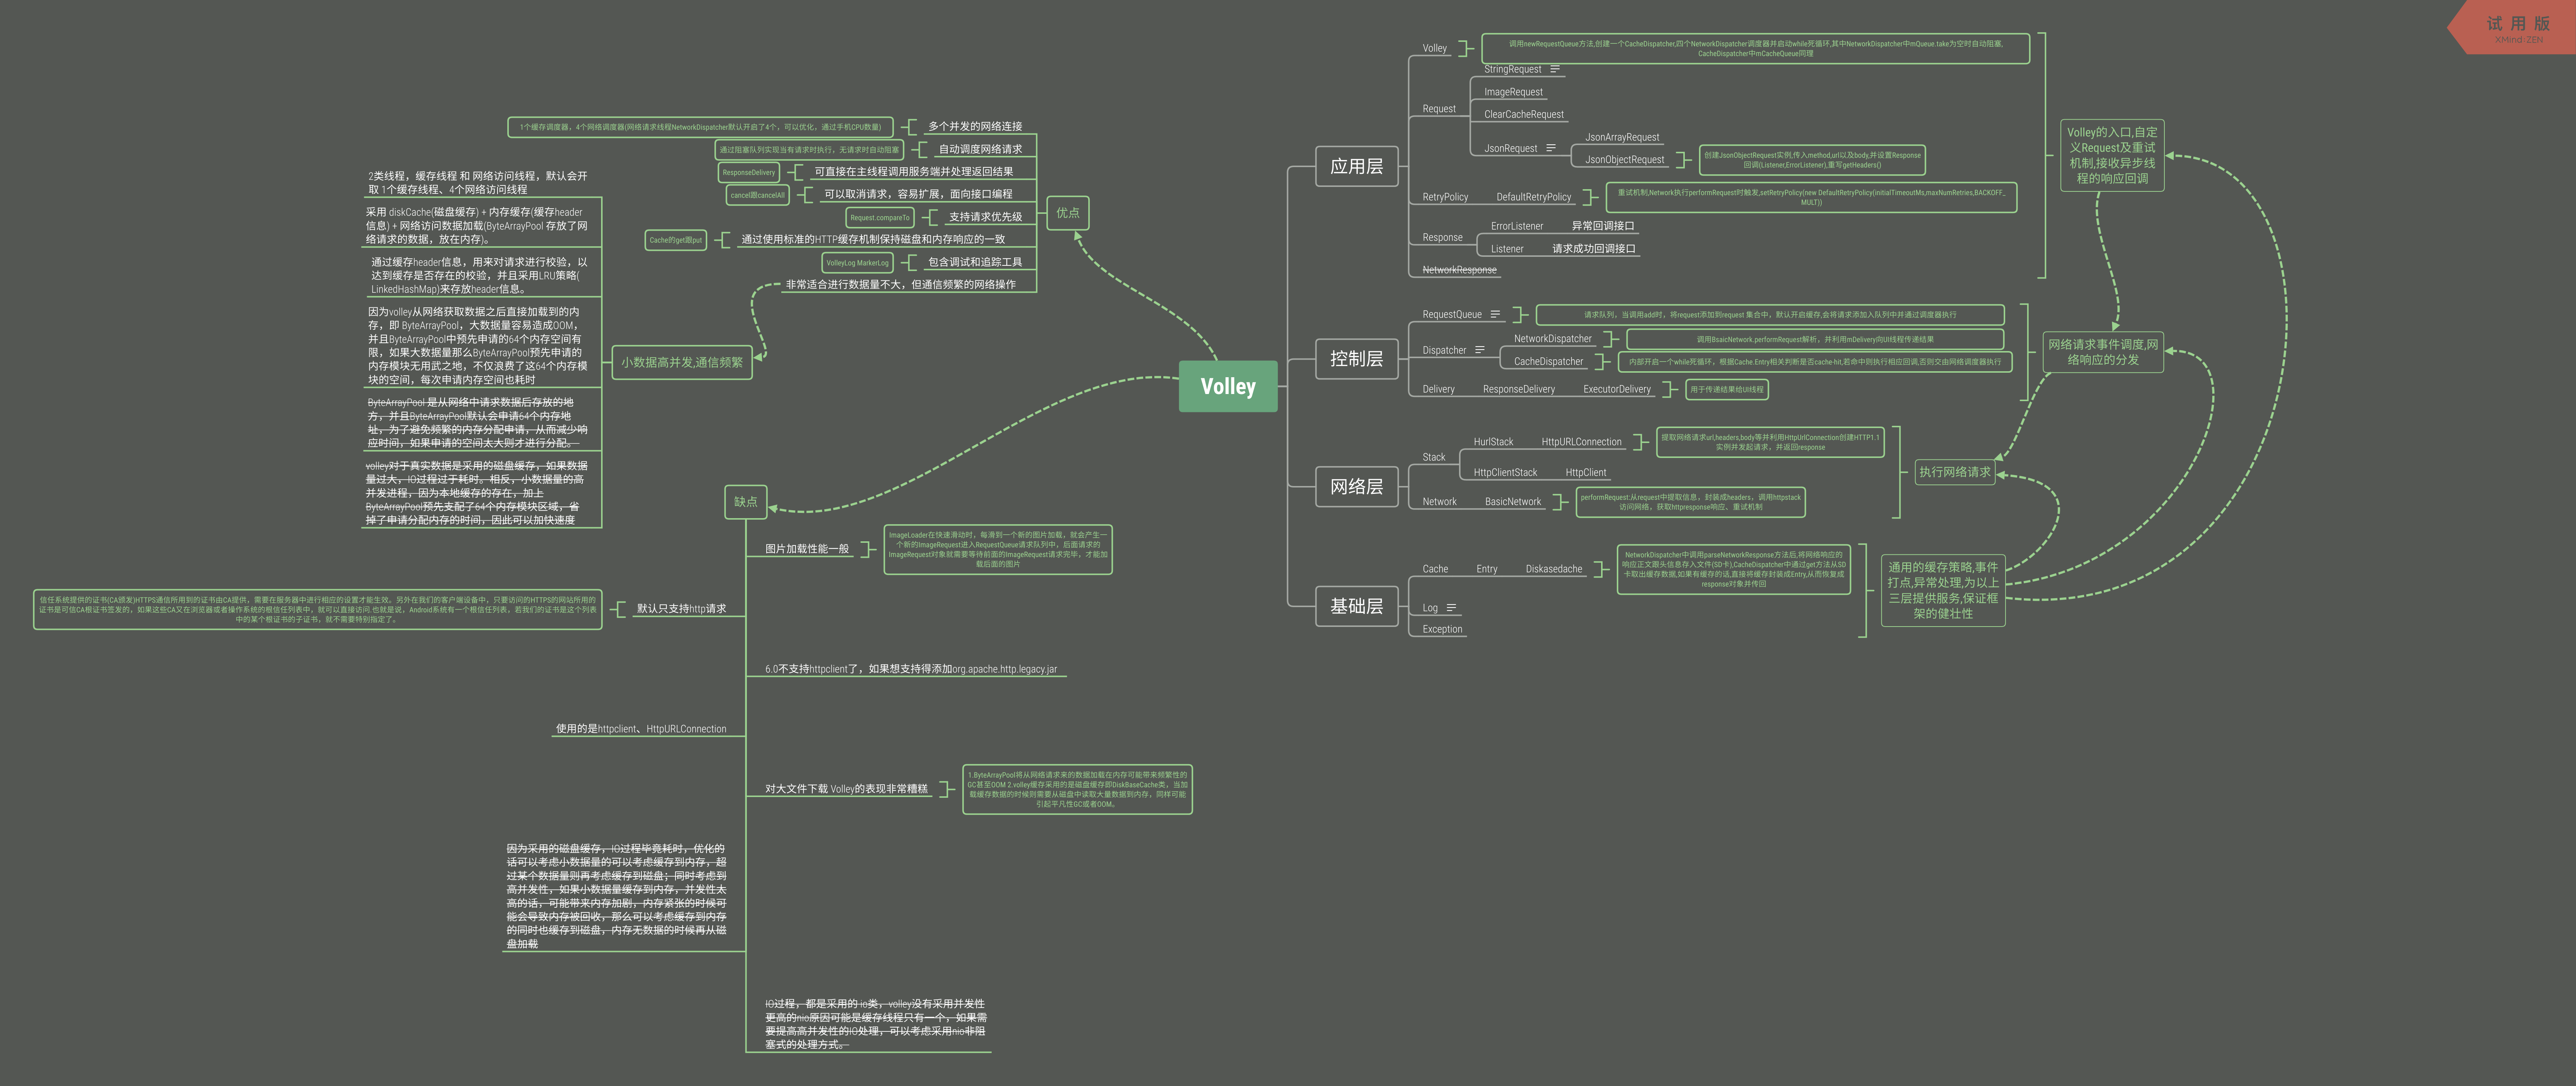 试 用 版
XMind:ZEN
Volley
应用层
Volley
调用newRequestQueue方法,创建一个CacheDispatcher,四个NetworkDispatcher调度器并启动while死循环,其中NetworkDispatcher中mQueue.take为空时自动阻塞,
CacheDispatcher中mCacheQueue同理
Request
StringRequest
ImageRequest
ClearCacheRequest
JsonRequest
JsonArrayRequest
JsonObjectRequest
创建JsonObjectRequest实例,传入method,url以及body,并设置Response
回调(Listener,ErrorListener),重写getHeaders()
RetryPolicy
DefaultRetryPolicy
重试机制,Network执行performRequest时触发,setRetryPolicy(new DefaultRetryPolicy(initialTimeoutMs,maxNumRetries,BACKOFF_
MULT))
Response
ErrorListener
异常回调接口
Listener
请求成功回调接口
NetworkResponse
Volley的入口,自定
义Request及重试
机制,接收异步线
程的响应回调
控制层
RequestQueue
请求队列，当调用add时，将request添加到request 集合中，默认开启缓存,会将请求添加入队列中并通过调度器执行
Dispatcher
NetworkDispatcher
调用BsaicNetwork.performRequest解析，并利用mDelivery向UI线程传递结果
CacheDispatcher
内部开启一个while死循环，根据Cache.Entry相关判断是否cache-hit,若命中则执行相应回调,否则交由网络调度器执行
Delivery
ResponseDelivery
ExecutorDelivery
用于传递结果给UI线程
网络请求事件调度,网
络响应的分发
网络层
Stack
HurlStack
HttpURLConnection
提取网络请求url,headers,body等并利用HttpUrlConnection创建HTTP1.1
实例并发起请求，并返回response
HttpClientStack
HttpClient
Network
BasicNetwork
performRequest:从request中提取信息，封装成headers，调用httpstack
访问网络，获取httpresponse响应、重试机制
执行网络请求
基础层
Cache
Entry
Diskasedache
NetworkDispatcher中调用parseNetworkResponse方法后,将网络响应的
响应正文跟头信息存入文件(SD卡),CacheDispatcher中通过get方法从SD
卡取出缓存数据,如果有缓存的话,直接将缓存封装成Entry,从而恢复成
response对象并传回
Log
Exception
通用的缓存策略,事件
打点,异常处理,为以上
三层提供服务,保证框
架的健壮性
优点
多个并发的网络连接
1个缓存调度器，4个网络调度器(网络请求线程NetworkDispatcher默认开启了4个，可以优化，通过手机CPU数量)
自动调度网络请求
通过阻塞队列实现当有请求时执行，无请求时自动阻塞
可直接在主线程调用服务端并处理返回结果
ResponseDelivery
可以取消请求，容易扩展，面向接口编程
cancel跟cancelAll
支持请求优先级
Request.compareTo
通过使用标准的HTTP缓存机制保持磁盘和内存响应的一致
Cache的get跟put
包含调试和追踪工具
VolleyLog MarkerLog
非常适合进行数据量不大，但通信频繁的网络操作
小数据高并发,通信频繁
2类线程，缓存线程 和 网络访问线程，默认会开
取 1个缓存线程、4个网络访问线程
采用 diskCache(磁盘缓存) + 内存缓存(缓存header
信息) + 网络访问数据加载(ByteArrayPool 存放了网
络请求的数据，放在内存)。
通过缓存header信息，用来对请求进行校验，以
达到缓存是否存在的校验，并且采用LRU策略(
LinkedHashMap)来存放header信息。
因为volley从网络获取数据之后直接加载到的内
存，即 ByteArrayPool，大数据量容易造成OOM，
并且ByteArrayPool中预先申请的64个内存空间有
限，如果大数据量那么ByteArrayPool预先申请的
内存模块无用武之地，不仅浪费了这64个内存模
块的空间，每次申请内存空间也耗时
ByteArrayPool 是从网络中请求数据后存放的地
方，并且ByteArrayPool默认会申请64个内存地
址，为了避免频繁的内存分配申请，从而减少响
应时间，如果申请的空间太大则才进行分配。
volley对于真实数据是采用的磁盘缓存，如果数据
量过大，IO过程过于耗时。相反，小数据量的高
并发进程，因为本地缓存的存在，加上
ByteArrayPool预先支配了64个内存模块区域，省
掉了申请分配内存的时间，因此可以加快速度
缺点
图片加载性能一般
ImageLoader在快速滑动时，每滑到一个新的图片加载，就会产生一
个新的ImageRequest进入RequestQueue请求队列中，后面请求的
ImageRequest对象就需要等待前面的ImageRequest请求完毕，才能加
载后面的图片
默认只支持http请求
信任系统提供的证书(CA颁发)HTTPS通信所用到的证书由CA提供，需要在服务器中进行相应的设置才能生效。另外在我们的客户端设备中，只要访问的HTTPS的网站所用的
证书是可信CA根证书签发的，如果这些CA又在浏览器或者操作系统的根信任列表中，就可以直接访问.也就是说，Android系统有一个根信任列表，若我们的证书是这个列表
中的某个根证书的子证书，就不需要特别指定了。
6.0不支持httpclient了，如果想支持得添加org.apache.http.legacy.jar
使用的是httpclient、HttpURLConnection
对大文件下载 Volley的表现非常糟糕
1.ByteArrayPool将从网络请求来的数据加载在内存可能带来频繁性的
GC甚至OOM 2.volley缓存采用的是磁盘缓存即DiskBaseCache类，当加
载缓存数据的时候则需要从磁盘中读取大量数据到内存，同样可能
引起平凡性GC或者OOM。
因为采用的磁盘缓存，IO过程毕竟耗时，优化的
话可以考虑小数据量的可以考虑缓存到内存，超
过某个数据量则再考虑缓存到磁盘；同时考虑到
高并发性，如果小数据量缓存到内存，并发性太
高的话，可能带来内存加剧，内存紧张的时候可
能会导致内存被回收，那么可以考虑缓存到内存
的同时也缓存到磁盘，内存无数据的时候再从磁
盘加载
IO过程，都是采用的 io类，volley没有采用并发性
更高的nio原因可能是缓存线程只有一个，如果需
要提高高并发性的IO处理，可以考虑采用nio非阻
塞式的处理方式。